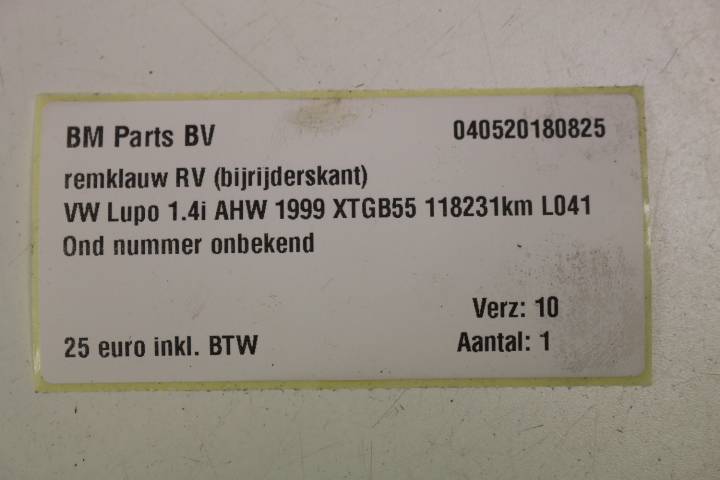 BM Parts BV 040520180825
remklauw RV (bijrijderskant)
VW Lupo 1.4i AHW 1999 XTGB55 118231km L041
Ond nummer onbekend
Verz: 10
25 euro inkl. BTW Aantal: 1